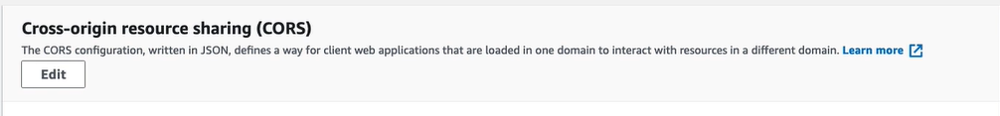 Cross-origin resource sharing (CORS)
The CORS configuration, written in JSON, defines a way for client web applications that are loaded in one domain to interact with resources in a different domain. Learn more
Edit